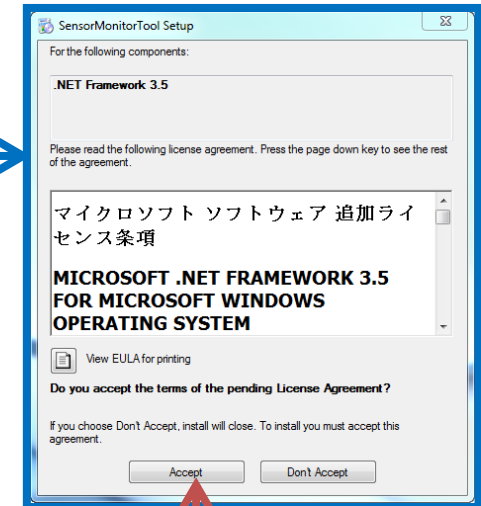 SensorMonitorTool Setup
For the following components:
.NET Framework 3.5
Please read the following license agreement. Press the page down key to see the rest
of the agreement.
マイクロソフト ソフトウェア 追加ライ
センス条項
MICROSOFT .NET FRAMEWORK 3.5
FOR MICROSOFT WINDOWS
OPERATING SYSTEM
View EULA for printing
Do you accept the terms of the pending License Agreement?
If you choose Don't Accept, install will close. To install you must accept this
agreement.
Accept Don't Accept